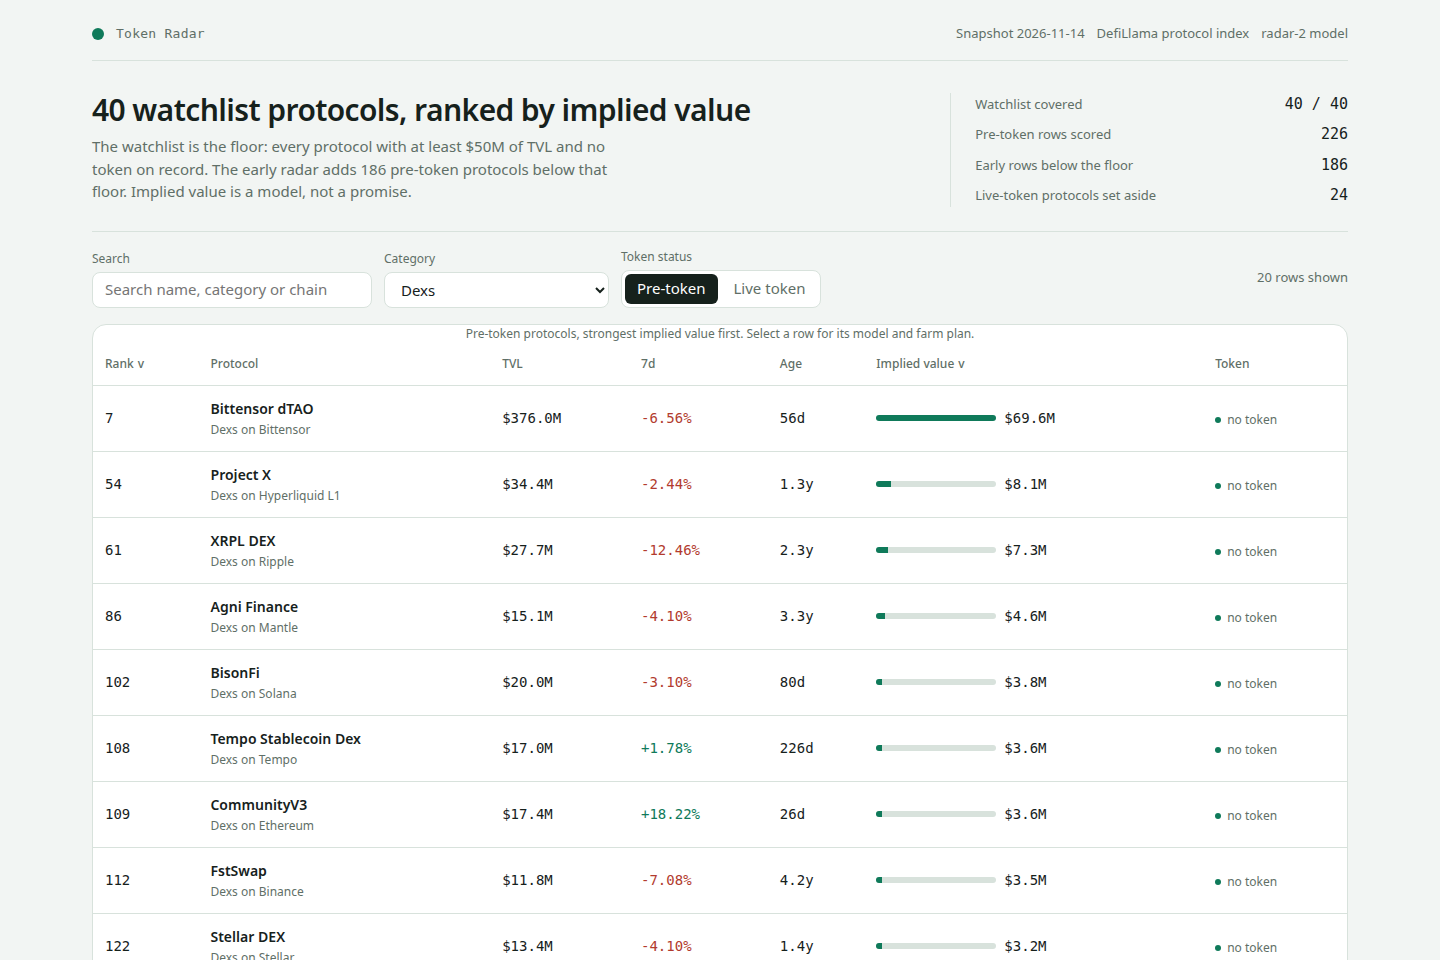 Token Radar
Snapshot 2026-11-14 DefiLlama protocol index radar-2 model
40 watchlist protocols, ranked by implied value
The watchlist is the floor: every protocol with at least $50M of TVL and no
token on record. The early radar adds 186 pre-token protocols below that
floor. Implied value is a model, not a promise.
Watchlist covered 40 / 40
Pre-token rows scored 226
Early rows below the floor 186
Live-token protocols set aside 24
Search
Category
Token status
Search name, category or chain
Dexs
Pre-token Live token
20 rows shown
Pre-token protocols, strongest implied value first. Select a row for its model and farm plan.
Rank v Protocol TVL 7d Age Implied value v Token
7 Bittensor dTAO $376.0M -6.56% 56d $69.6M no token
Dexs on Bittensor
54 Project X $34.4M -2.44% 1.3y $8.1M no token
Dexs on Hyperliquid L1
61 XRPL DEX $27.7M -12.46% 2.3y $7.3M no token
Dexs on Ripple
86 Agni Finance $15.1M -4.10% 3.3y $4.6M no token
Dexs on Mantle
102 BisonFi $20.0M -3.10% 80d $3.8M no token
Dexs on Solana
108 Tempo Stablecoin Dex $17.0M +1.78% 226d $3.6M no token
Dexs on Tempo
109 CommunityV3 $17.4M +18.22% 26d $3.6M no token
Dexs on Ethereum
112 FstSwap $11.8M -7.08% 4.2y $3.5M no token
Dexs on Binance
122 Stellar DEX $13.4M -4.10% 1.4y $3.2M no token
Dexs on Stellar